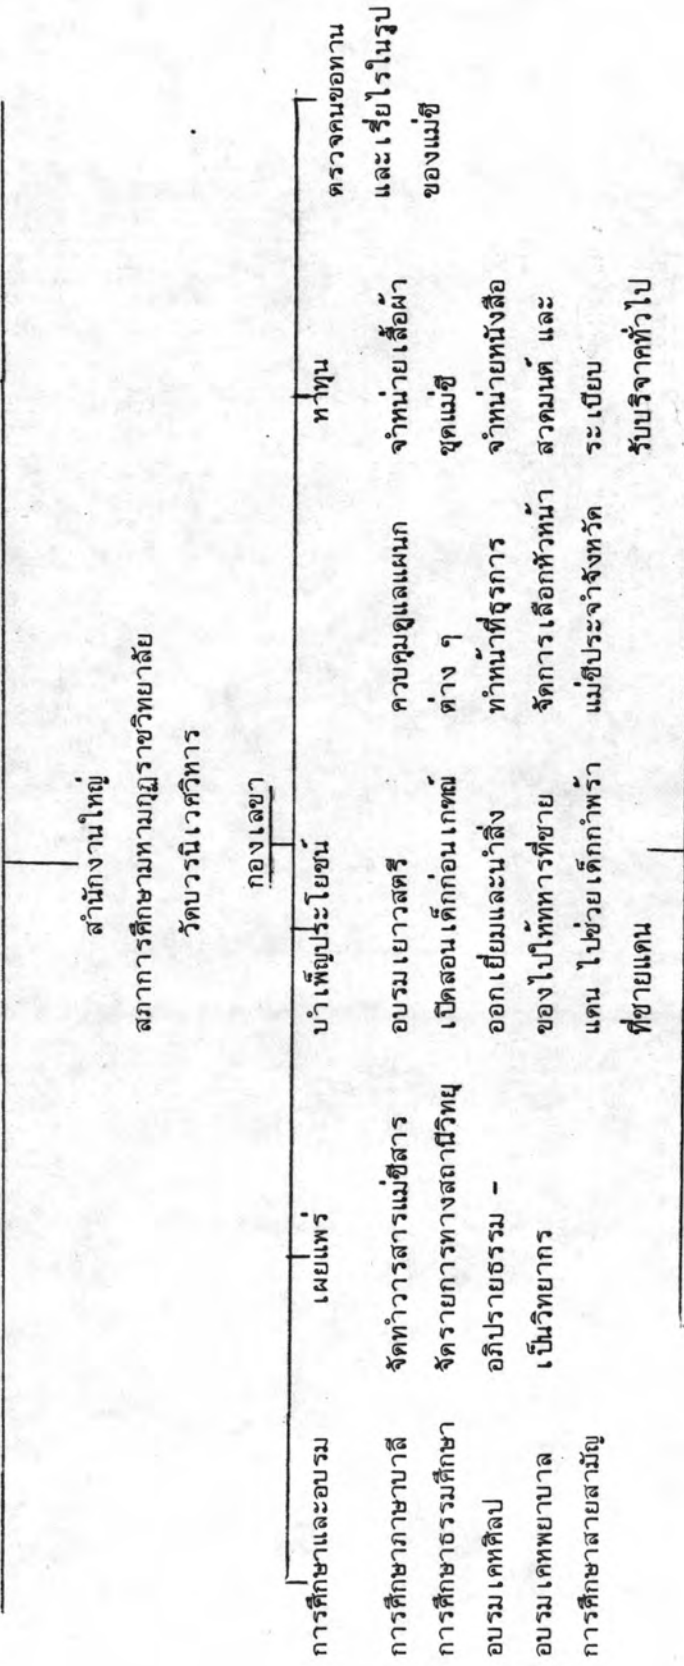 สำนักงานใหญ่
สภาการศึกษามหามกุฎราชวิทยาลัย
วัดบวรนิเวศวิหาร
กองเลขา
การศึกษาและอบรม
การศึกษาภาษาบาลี
การศึกษาธรรมศึกษา
อบรมเคหศิลป
อบรมเคหพยาบาล
การศึกษาสายสามัญ
เผยแพร่
จัดทำวารสารแม่ชีสาร
จัดรายการทางสถานีวิทยุ
อภิปรายธรรม -
เป็นวิทยากร
บำเพ็ญประโยชน์
อบรมเยาวสตรี
เปิดสอนเด็กก่อนเกฑณ์
ออกเยี่ยมและนำสิ่ง
ของไปให้ทหารที่ชาย
แดน ไปช่วยเด็กกำพร้า
ที่ชายแดน
ควบคุมดูแลแผนก
ต่าง ๆ
ทำหน้าที่ธุรการ
จัดการเลือกหัวหน้า
แม่ชีประจำจังหวัด
หาทุน
จำหน่ายเสื้อผ้า
ชุดแม่ชี
จำหน่ายหนังสือ
สวดมนต์ และ
ระเบียบ
รับบริจาคทั่วไป
ตรวจคนขอทาน
และเรี่ยไรในรูป
ของแม่ชี